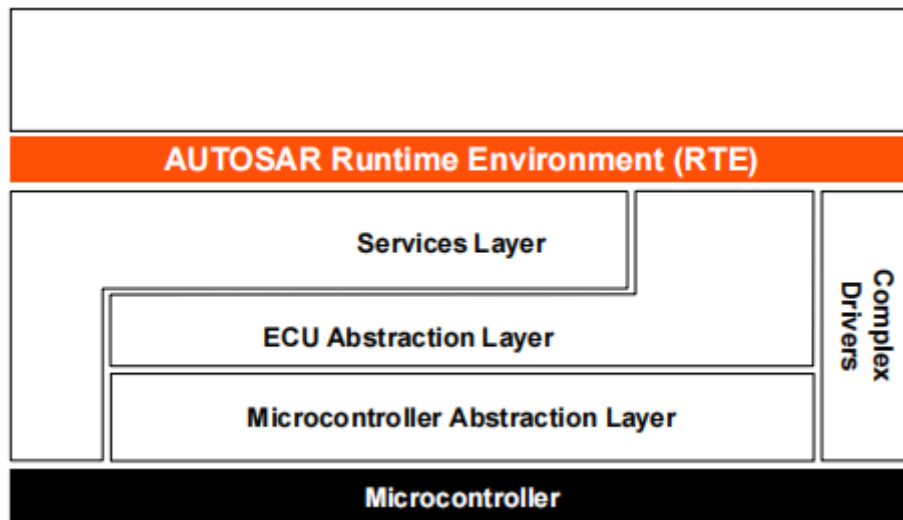 AUTOSAR Runtime Environment (RTE)
Services Layer
ECU Abstraction Layer
Microcontroller Abstraction Layer
Complex
Drivers
Microcontroller